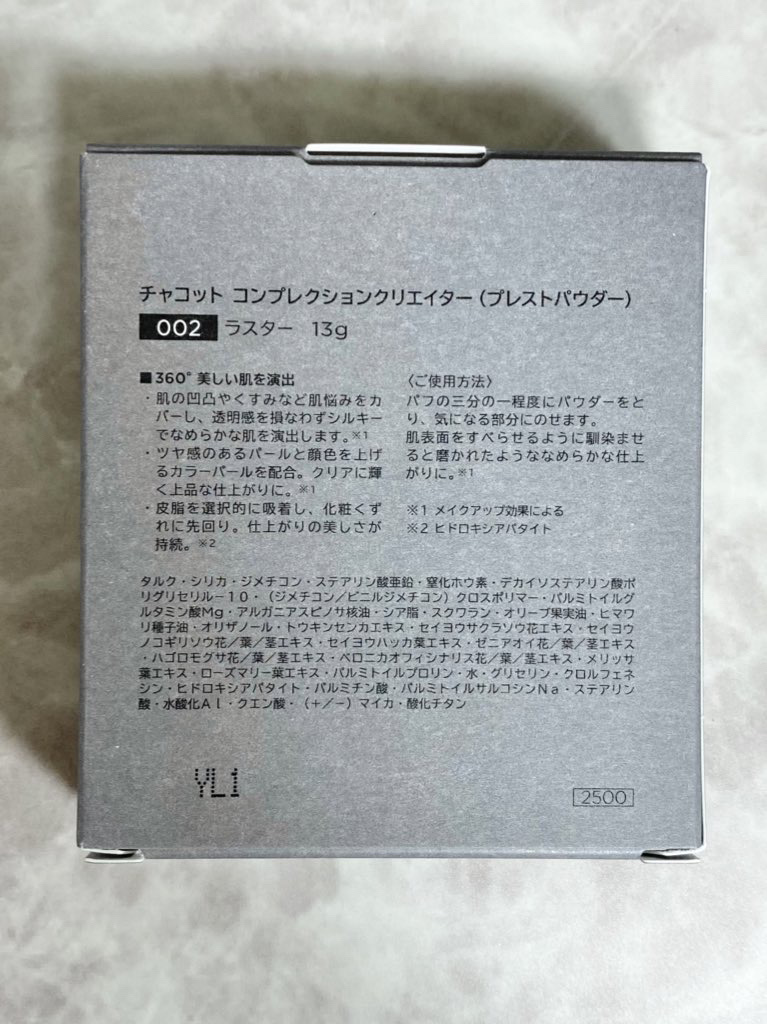 チャコット コンプレクションクリエイター(プレストパウダー)
002 ラスター 13g
■360°美しい肌を演出
・肌の凹凸やくすみなど肌悩みをカ
バーし、透明感を損なわずシルキー
でなめらかな肌を演出します。※1
・ツヤ感のあるパールと顔色を上げ
るカラーパールを配合。クリアに輝
く上品な仕上がりに。※1
・皮脂を選択的に吸着し、化粧くず
れに先回り。仕上がりの美しさが
持続。※2
〈ご使用方法〉
パフの三分の一程度にパウダーをと
り、気になる部分にのせます。
肌表面をすべらせるように馴染ませ
ると磨かれたようななめらかな仕上
がりに。※1
※1 メイクアップ効果による
※2 ヒドロキシアパタイト
タルク・シリカ・ジメチコン・ステアリン酸亜鉛・窒化ホウ素・デカイソステアリン酸ポ
リグリセリル−10・(ジメチコン/ビニルジメチコン)クロスポリマー・パルミトイルグ
ルタミン酸Mg・アルガニアスピノサ核油・シア脂・スクワラン・オリーブ果実油・ヒマワ
リ種子油・オリザノール・トウキンセンカエキス・セイヨウサクラソウ花エキス・セイヨウ
ノコギリソウ花/葉/茎エキス・セイヨウハッカ葉エキス・ゼニアオイ花/葉/茎エキス
・ハゴロモグサ花/葉/茎エキス・ベロニカオフィシナリス花/葉/茎エキス・メリッサ
葉エキス・ローズマリー葉エキス・パルミトイルプロリン・水・グリセリン・クロルフェネ
シン・ヒドロキシアパタイト・パルミチン酸・パルミトイルサルコシンNa・ステアリン
酸・水酸化Al・クエン酸・(+/−)マイカ・酸化チタン
YL1
2500